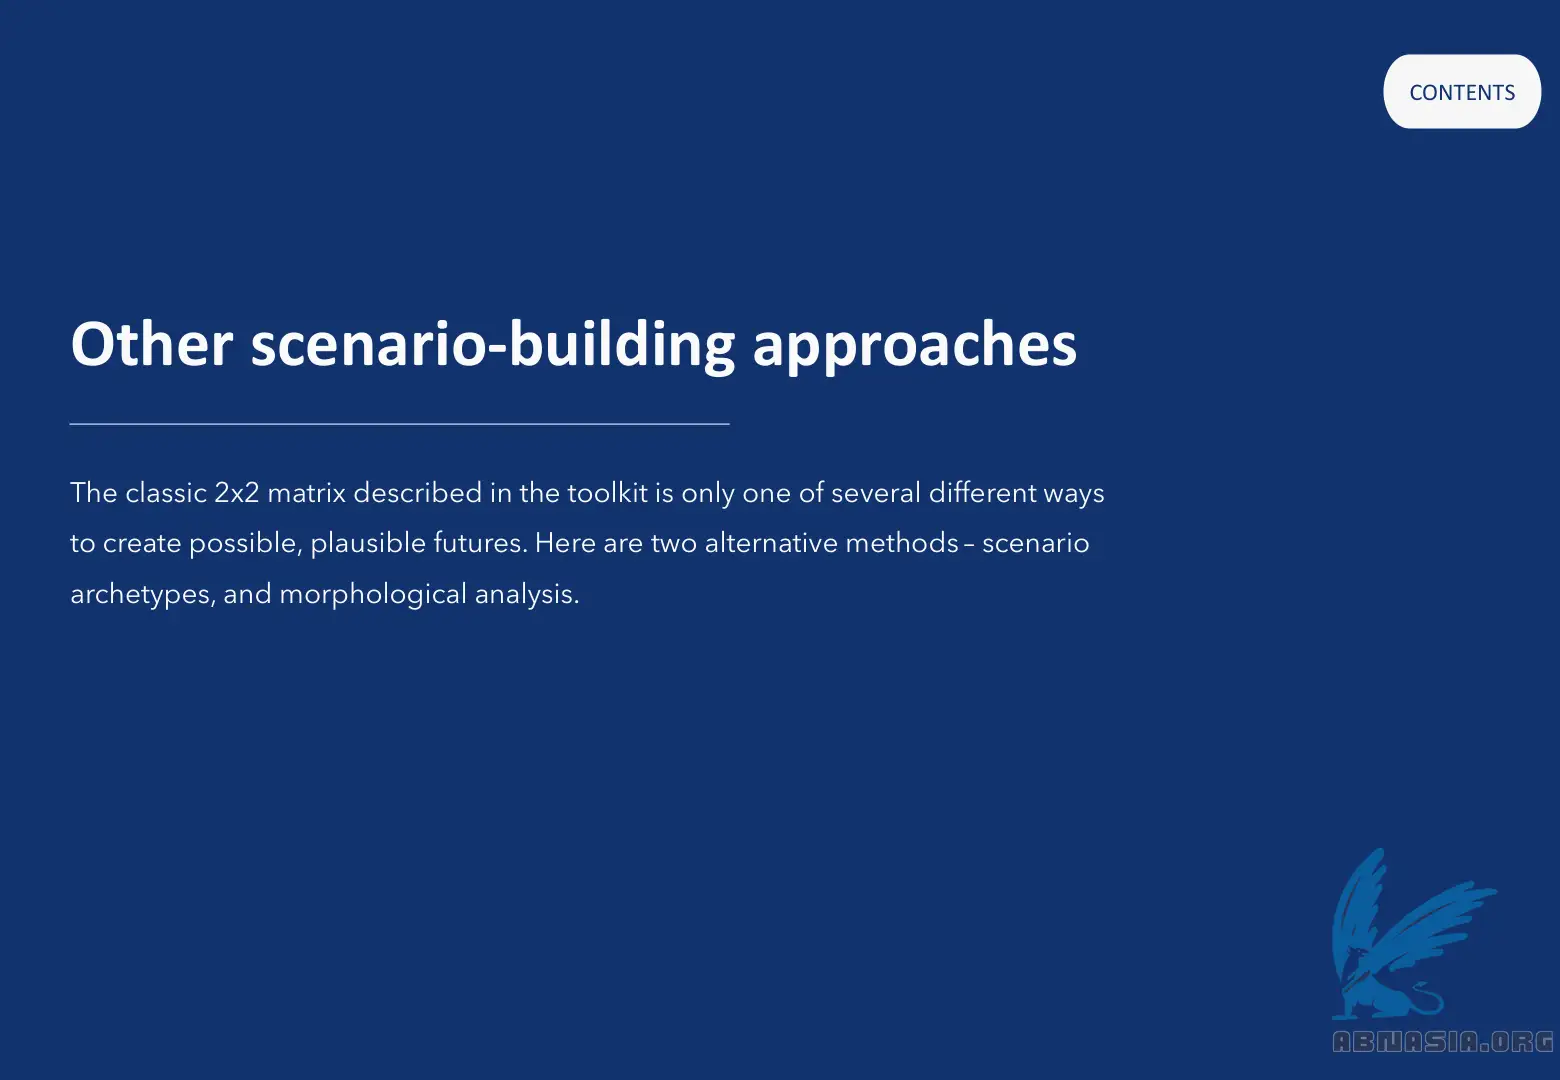 CONTENTS
Other scenario-building approaches
The classic 2x2 matrix described in the toolkit is only one of several different ways
to create possible, plausible futures. Here are two alternative methods – scenario
archetypes, and morphological analysis.
ABNASIA.ORG